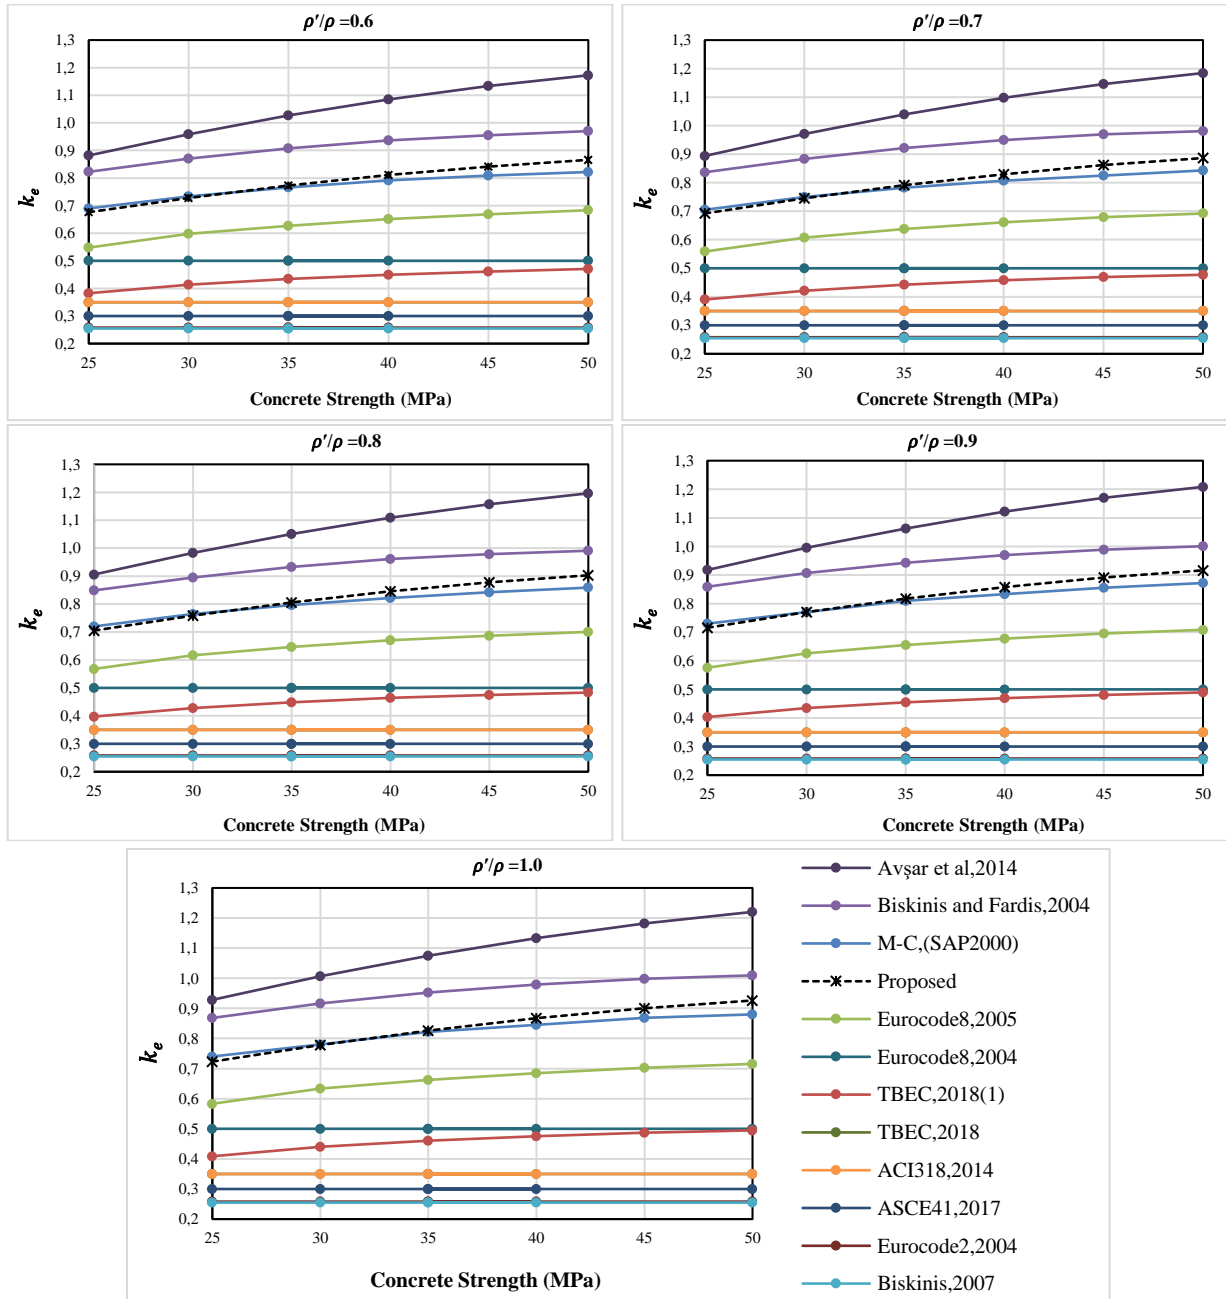 ρ′/ρ =0.6
1,3
1,2
1,1
1,0
0,9
0,8
0,7
0,6
0,5
0,4
0,3
0,2
k_e
25 30 35 40 45 50
Concrete Strength (MPa)
ρ′/ρ =0.7
1,3
1,2
1,1
1,0
0,9
0,8
0,7
0,6
0,5
0,4
0,3
0,2
k_e
25 30 35 40 45 50
Concrete Strength (MPa)
ρ′/ρ =0.8
1,3
1,2
1,1
1,0
0,9
0,8
0,7
0,6
0,5
0,4
0,3
0,2
k_e
25 30 35 40 45 50
Concrete Strength (MPa)
ρ′/ρ =0.9
1,3
1,2
1,1
1,0
0,9
0,8
0,7
0,6
0,5
0,4
0,3
0,2
k_e
25 30 35 40 45 50
Concrete Strength (MPa)
ρ′/ρ =1.0
1,3
1,2
1,1
1,0
0,9
0,8
0,7
0,6
0,5
0,4
0,3
0,2
k_e
25 30 35 40 45 50
Concrete Strength (MPa)
Avşar et al,2014
Biskinis and Fardis,2004
M-C,(SAP2000)
Proposed
Eurocode8,2005
Eurocode8,2004
TBEC,2018(1)
TBEC,2018
ACI318,2014
ASCE41,2017
Eurocode2,2004
Biskinis,2007